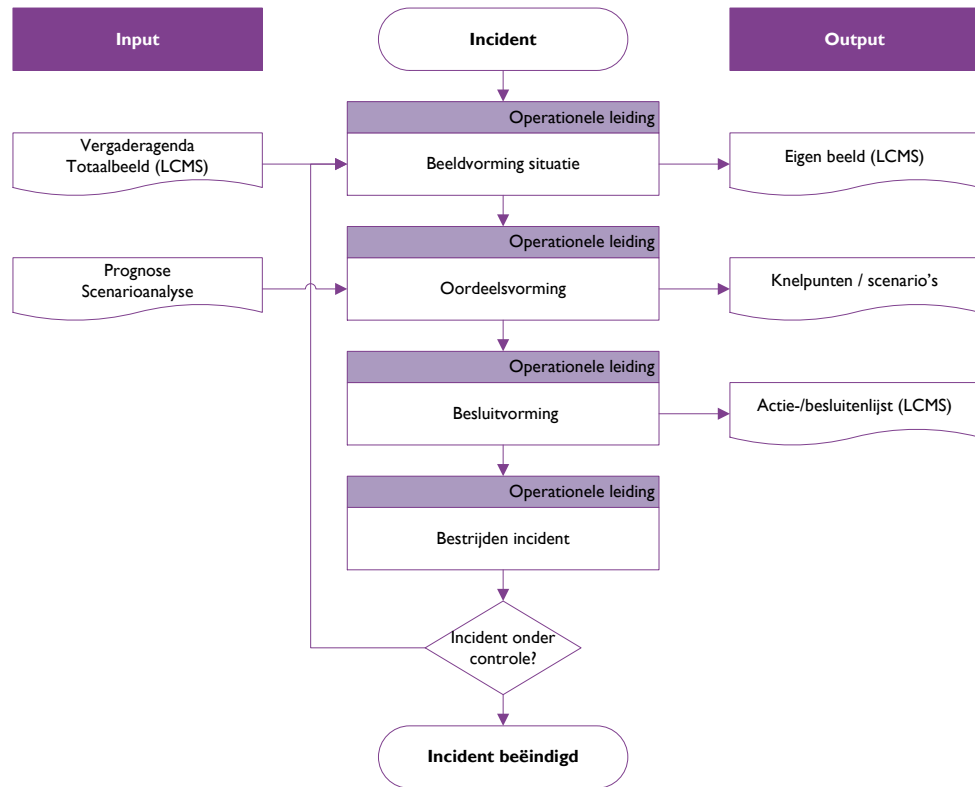 Input
Incident
Output
Operationele leiding
Vergaderagenda
Totaalbeeld (LCMS)
Beeldvorming situatie
Eigen beeld (LCMS)
Operationele leiding
Prognose
Scenarioanalyse
Oordeelsvorming
Knelpunten / scenario's
Operationele leiding
Besluitvorming
Actie-/besluitenlijst (LCMS)
Operationele leiding
Bestrijden incident
Incident onder
controle?
Incident beëindigd